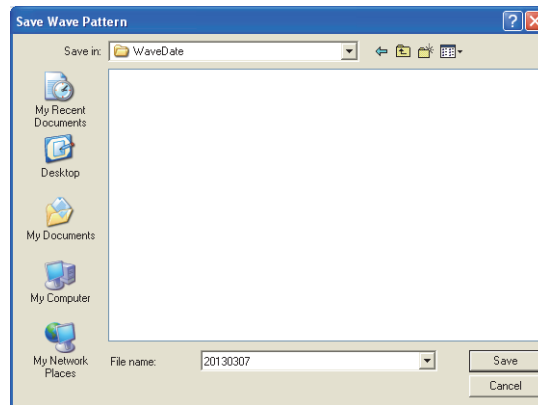 Save Wave Pattern
Save in:
WaveDate
My Recent
Documents
Desktop
My Documents
My Computer
My Network
Places
File name:
20130307
Save
Cancel